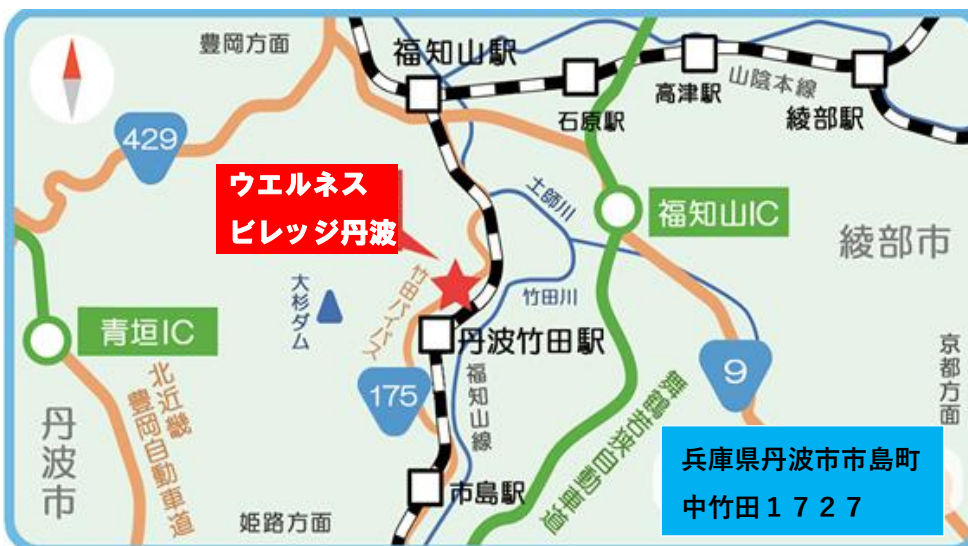 豊岡方面
福知山駅
石原駅
高津駅
山陰本線
綾部駅
429
ウエルネス
ビレッジ丹波
土師川
福知山IC
綾部市
大杉ダム
竹田バイパス
竹田川
青垣IC
丹波竹田駅
175
福知山線
9
京都方面
北近畿
豊岡自動車道
舞鶴若狭自動車道
丹波市
市島駅
姫路方面
兵庫県丹波市市島町
中竹田１７２７